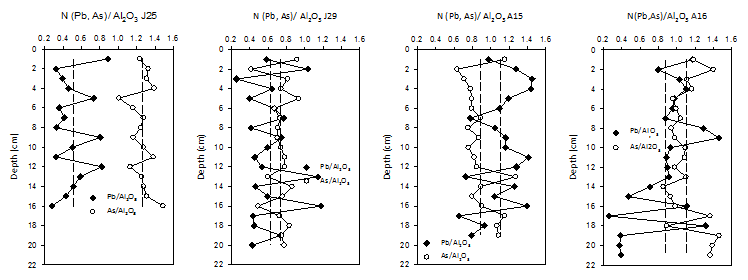 N (Pb, As)/ Al₂O₃ J25
0.2 0.4 0.6 0.8 1.0 1.2 1.4 1.6
0
2
4
6
8
10
12
14
16
18
20
22
Depth (cm)
Pb/Al₂O₃
As/Al₂O₃
N (Pb, As)/ Al₂O₃ J29
0.2 0.4 0.6 0.8 1.0 1.2 1.4 1.6
0
2
4
6
8
10
12
14
16
18
20
22
Depth (cm)
Pb/Al₂O₃
As/Al₂O₃
N (Pb, As)/Al₂O₃ A15
0.2 0.4 0.6 0.8 1.0 1.2 1.4 1.6
0
2
4
6
8
10
12
14
16
18
20
22
Depth (cm)
Pb/Al₂O₃
As/Al₂O₃
N(Pb,As)/Al₂O₃ A16
0.2 0.4 0.6 0.8 1.0 1.2 1.4 1.6
0
2
4
6
8
10
12
14
16
18
20
22
Depth (cm)
Pb/Al₂O₃
As/Al2O₃